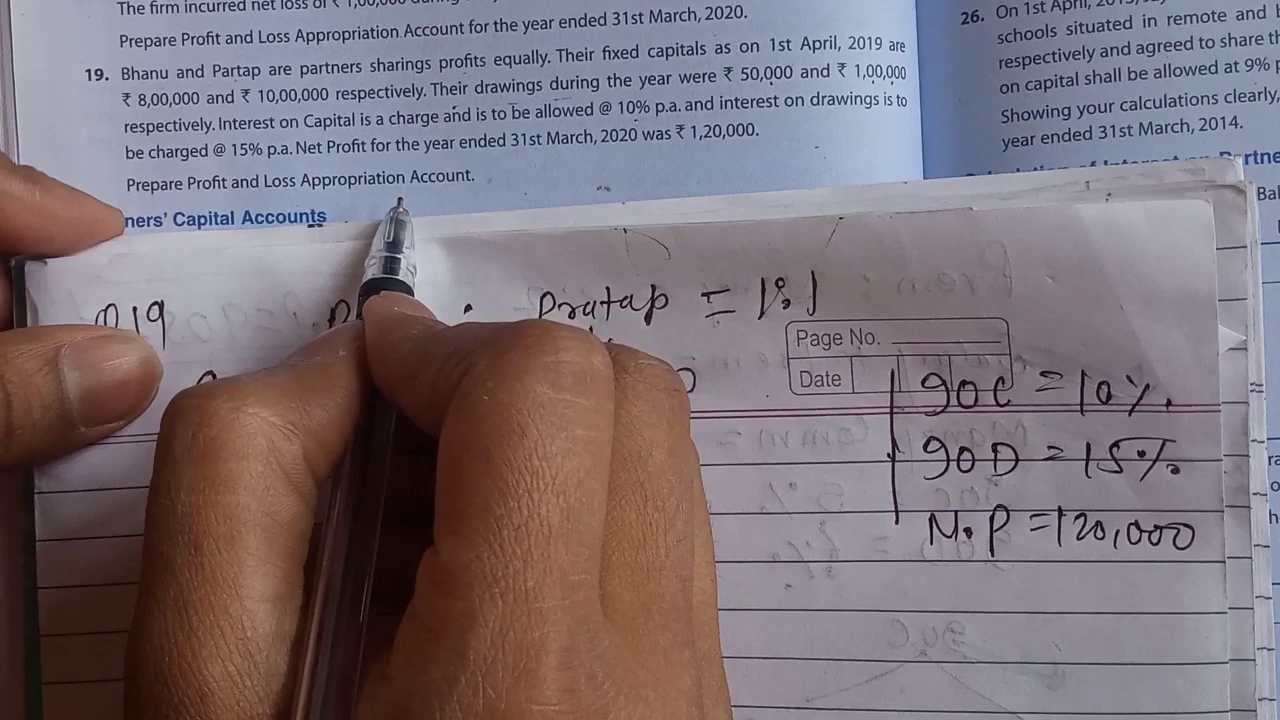 The firm incurred net loss of ₹ 1,00,000
Prepare Profit and Loss Appropriation Account for the year ended 31st March, 2020.
19. Bhanu and Partap are partners sharings profits equally. Their fixed capitals as on 1st April, 2019 are
₹ 8,00,000 and ₹ 10,00,000 respectively. Their drawings during the year were ₹ 50,000 and ₹ 1,00,000
respectively. Interest on Capital is a charge and is to be allowed @ 10% p.a. and interest on drawings is to
be charged @ 15% p.a. Net Profit for the year ended 31st March, 2020 was ₹ 1,20,000.
Prepare Profit and Loss Appropriation Account.
ners' Capital Accounts
26. On 1st April,
schools situated in remote and
respectively and agreed to share th
on capital shall be allowed at 9%
Showing your calculations clearly,
year ended 31st March, 2014.
Q19
Pratap = 1:1
Page No.
Date
IOC = 10%.
IOD = 15%.
N.P = 120,000